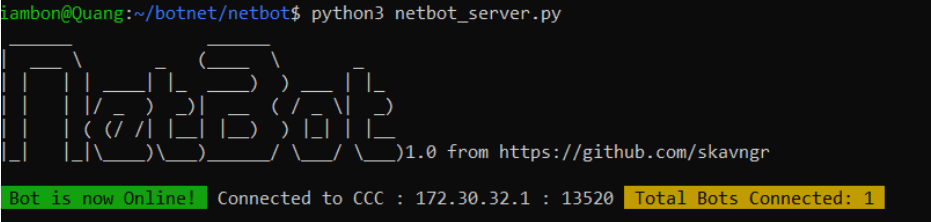 iambon@Quang:~/botnet/netbot$ python3 netbot_server.py
NetBot
1.0 from https://github.com/skavngr
Bot is now Online! Connected to CCC : 172.30.32.1 : 13520 Total Bots Connected: 1